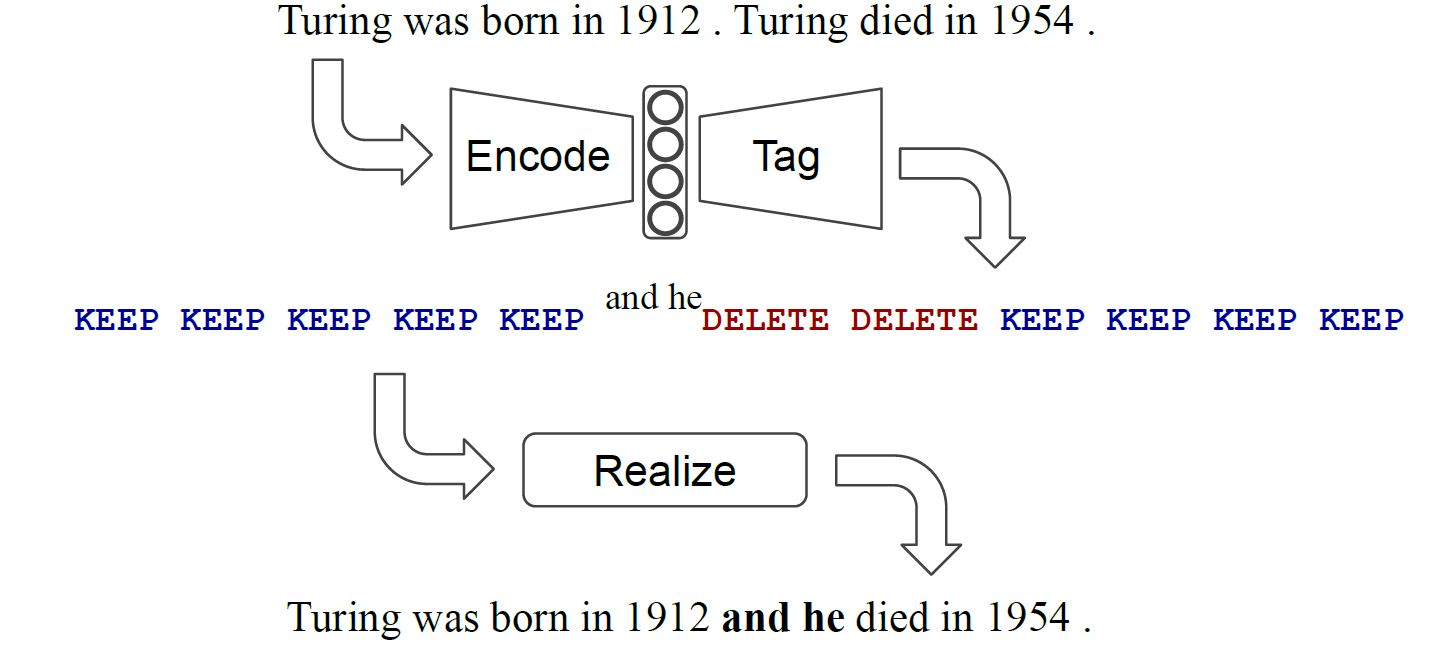 Turing was born in 1912 . Turing died in 1954 .
Encode Tag
KEEP KEEP KEEP KEEP KEEP and he DELETE DELETE KEEP KEEP KEEP KEEP
Realize
Turing was born in 1912 and he died in 1954 .